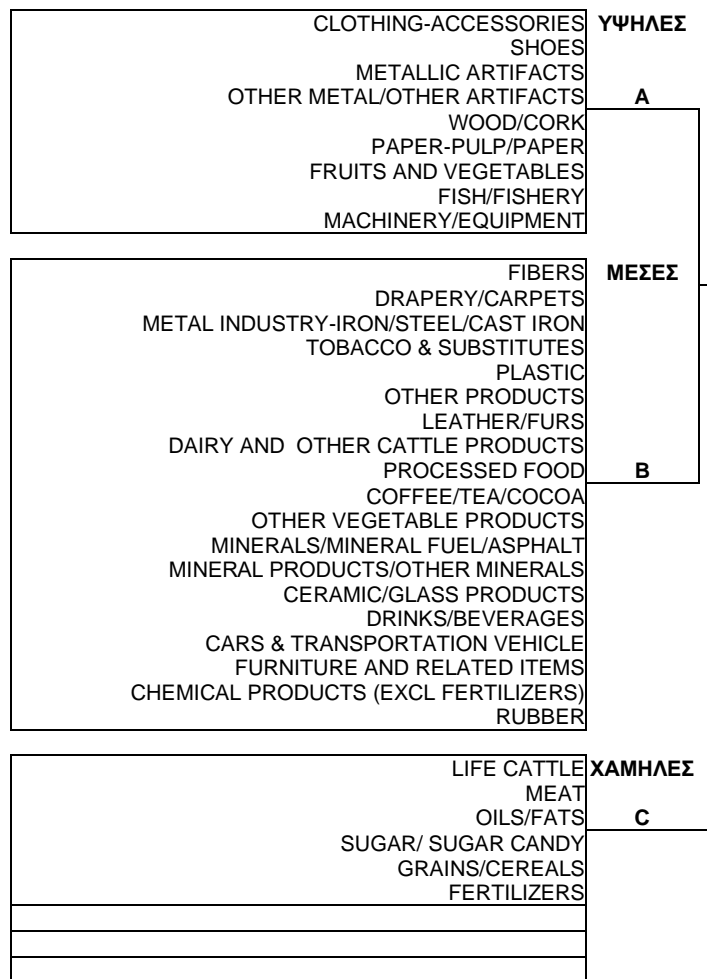 CLOTHING-ACCESSORIES ΥΨΗΛΕΣ
SHOES
METALLIC ARTIFACTS
OTHER METAL/OTHER ARTIFACTS A
WOOD/CORK
PAPER-PULP/PAPER
FRUITS AND VEGETABLES
FISH/FISHERY
MACHINERY/EQUIPMENT
FIBERS ΜΕΣΕΣ
DRAPERY/CARPETS
METAL INDUSTRY-IRON/STEEL/CAST IRON
TOBACCO & SUBSTITUTES
PLASTIC
OTHER PRODUCTS
LEATHER/FURS
DAIRY AND OTHER CATTLE PRODUCTS
PROCESSED FOOD B
COFFEE/TEA/COCOA
OTHER VEGETABLE PRODUCTS
MINERALS/MINERAL FUEL/ASPHALT
MINERAL PRODUCTS/OTHER MINERALS
CERAMIC/GLASS PRODUCTS
DRINKS/BEVERAGES
CARS & TRANSPORTATION VEHICLE
FURNITURE AND RELATED ITEMS
CHEMICAL PRODUCTS (EXCL FERTILIZERS)
RUBBER
LIFE CATTLE ΧΑΜΗΛΕΣ
MEAT
OILS/FATS C
SUGAR/ SUGAR CANDY
GRAINS/CEREALS
FERTILIZERS